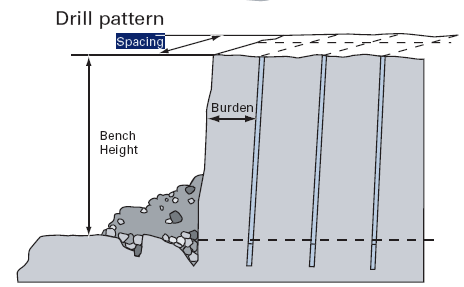 Drill pattern
Spacing
Burden
Bench
Height